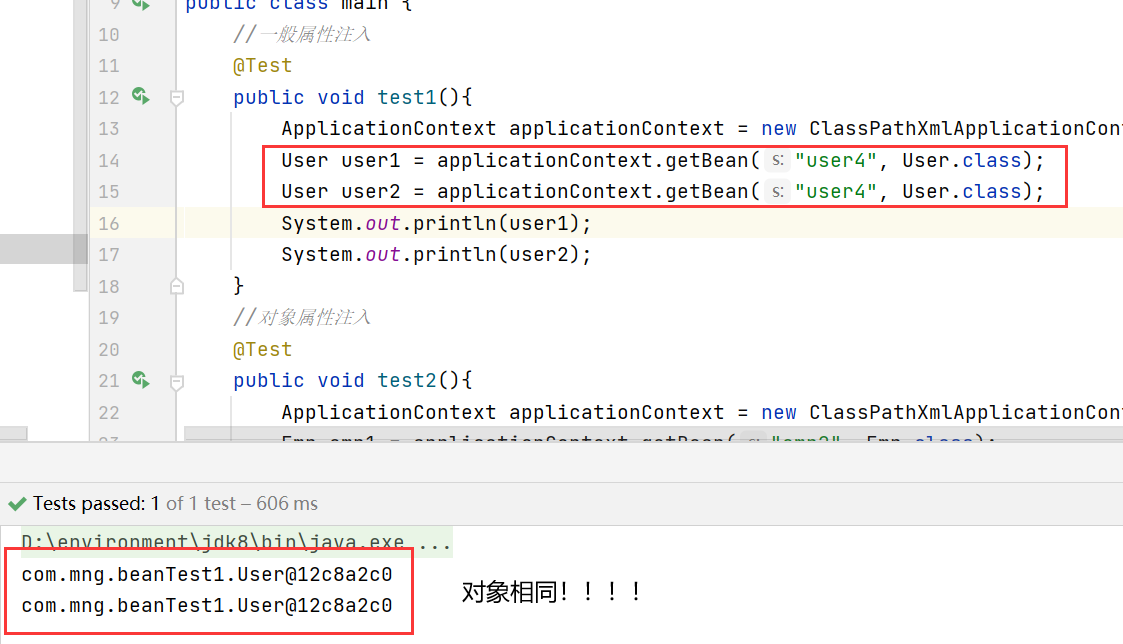 9 public class main {
10 //一般属性注入
11 @Test
12 public void test1(){
13 ApplicationContext applicationContext = new ClassPathXmlApplicationCon
14 User user1 = applicationContext.getBean( s: "user4", User.class);
15 User user2 = applicationContext.getBean( s: "user4", User.class);
16 System.out.println(user1);
17 System.out.println(user2);
18 }
19 //对象属性注入
20 @Test
21 public void test2(){
22 ApplicationContext applicationContext = new ClassPathXmlApplicationCon
Tests passed: 1 of 1 test – 606 ms
D:\environment\jdk8\bin\java.exe ...
com.mng.beanTest1.User@12c8a2c0
com.mng.beanTest1.User@12c8a2c0
对象相同！！！！